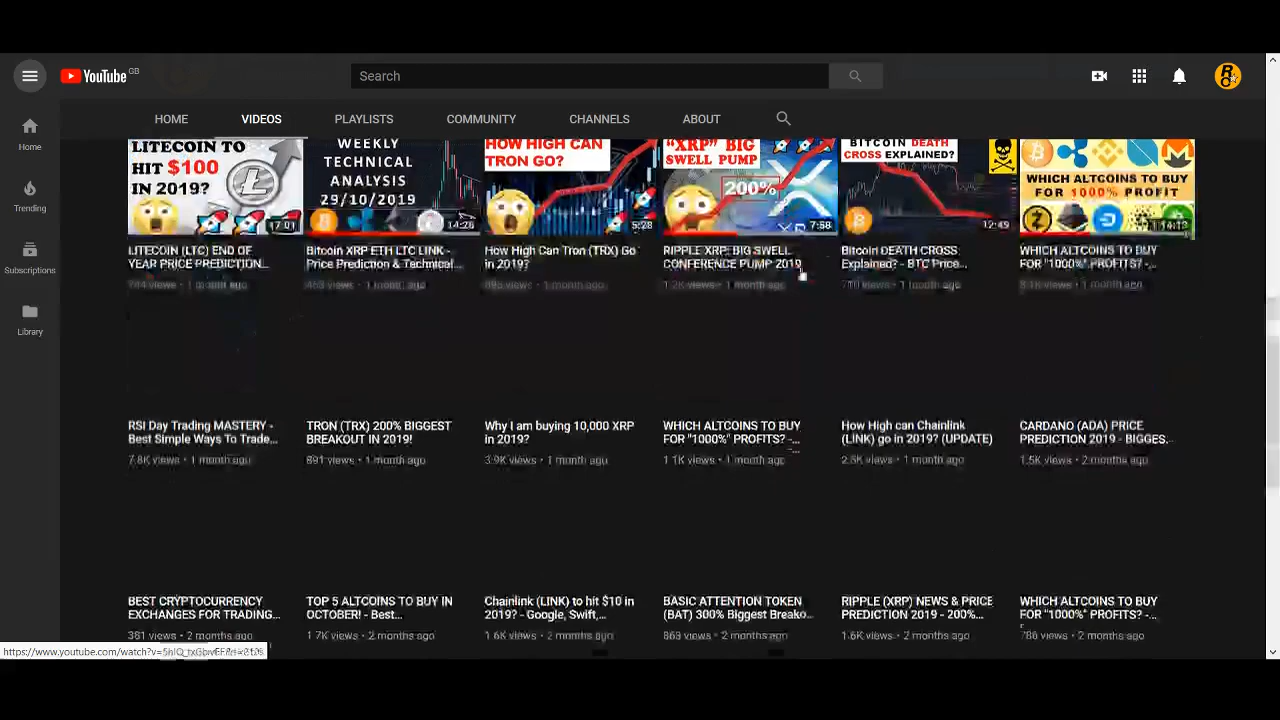 YouTube GB
Search
Home
Trending
Subscriptions
Library
HOME
VIDEOS
PLAYLISTS
COMMUNITY
CHANNELS
ABOUT
LITECOIN TO
HIT $100
IN 2019?
17:01
WEEKLY
TECHNICAL
ANALYSIS
29/10/2019
14:26
HOW HIGH CAN
TRON GO?
5:28
"XRP" BIG
SWELL PUMP
200%
7:58
BITCOIN DEATH
CROSS EXPLAINED?
12:49
WHICH ALTCOINS TO BUY
FOR 1000% PROFIT
14:13
LITECOIN (LTC) END OF
YEAR PRICE PREDICTION...
1 month ago
Bitcoin XRP ETH LTC LINK -
Price Prediction & Technical...
1 month ago
How High Can Tron (TRX) Go
in 2019?
1 month ago
RIPPLE XRP: BIG SWELL
CONFERENCE PUMP 2019
1.2K views • 1 month ago
Bitcoin DEATH CROSS
Explained? - BTC Price...
1 month ago
WHICH ALTCOINS TO BUY
FOR "1000%" PROFITS? -...
1 month ago
RSI Day Trading MASTERY -
Best Simple Ways To Trade...
7.8K views • 1 month ago
TRON (TRX) 200% BIGGEST
BREAKOUT IN 2019!
891 views • 1 month ago
Why I am buying 10,000 XRP
in 2019?
3.9K views • 1 month ago
WHICH ALTCOINS TO BUY
FOR "1000%" PROFITS? -...
1.1K views • 1 month ago
How High can Chainlink
(LINK) go in 2019? (UPDATE)
1 month ago
CARDANO (ADA) PRICE
PREDICTION 2019 - BIGGES...
1.5K views • 2 months ago
BEST CRYPTOCURRENCY
EXCHANGES FOR TRADING...
361 views • 2 months ago
TOP 5 ALTCOINS TO BUY IN
OCTOBER! - Best...
1.7K views • 2 months ago
Chainlink (LINK) to hit $10 in
2019? - Google, Swift,...
1.6K views • 2 months ago
BASIC ATTENTION TOKEN
(BAT) 300% Biggest Breako...
2 months ago
RIPPLE (XRP) NEWS & PRICE
PREDICTION 2019 - 200%...
1.6K views • 2 months ago
WHICH ALTCOINS TO BUY
FOR "1000%" PROFITS? -...
786 views • 2 months ago